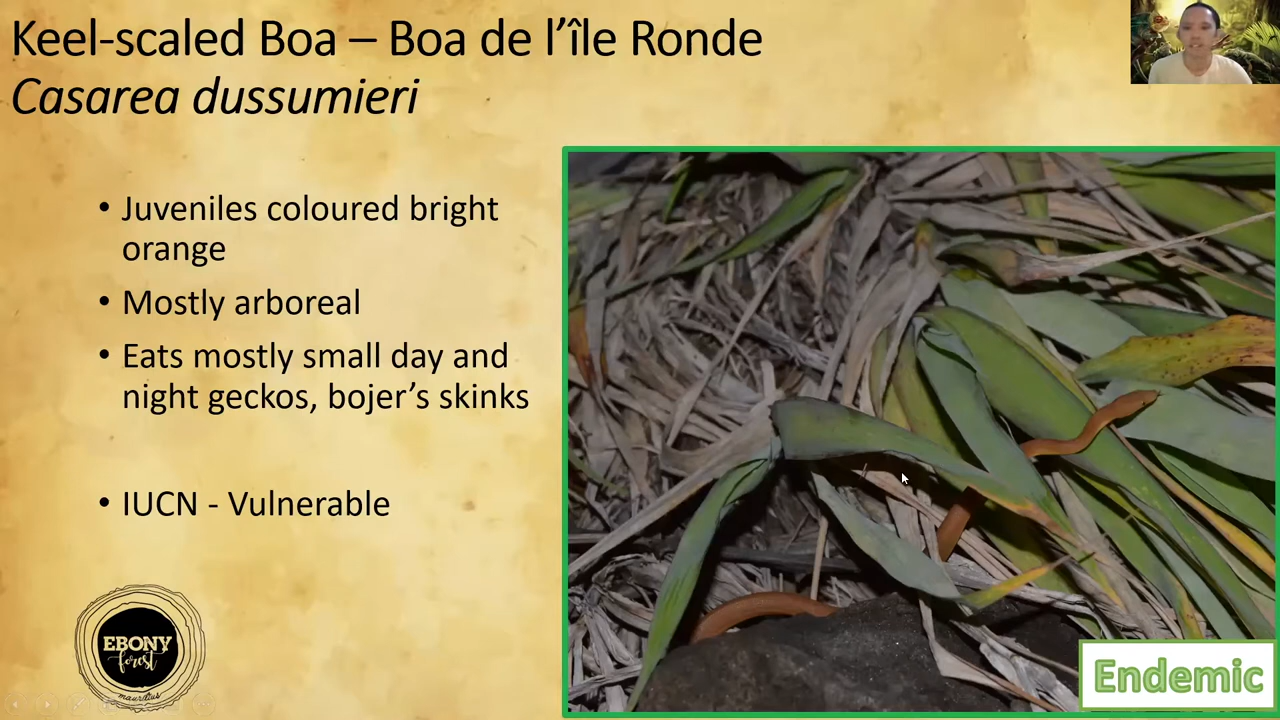 Keel-scaled Boa – Boa de l’île Ronde
Casarea dussumieri
• Juveniles coloured bright
orange
• Mostly arboreal
• Eats mostly small day and
night geckos, bojer’s skinks
• IUCN - Vulnerable
EBONY
forest
mauritius
Endemic